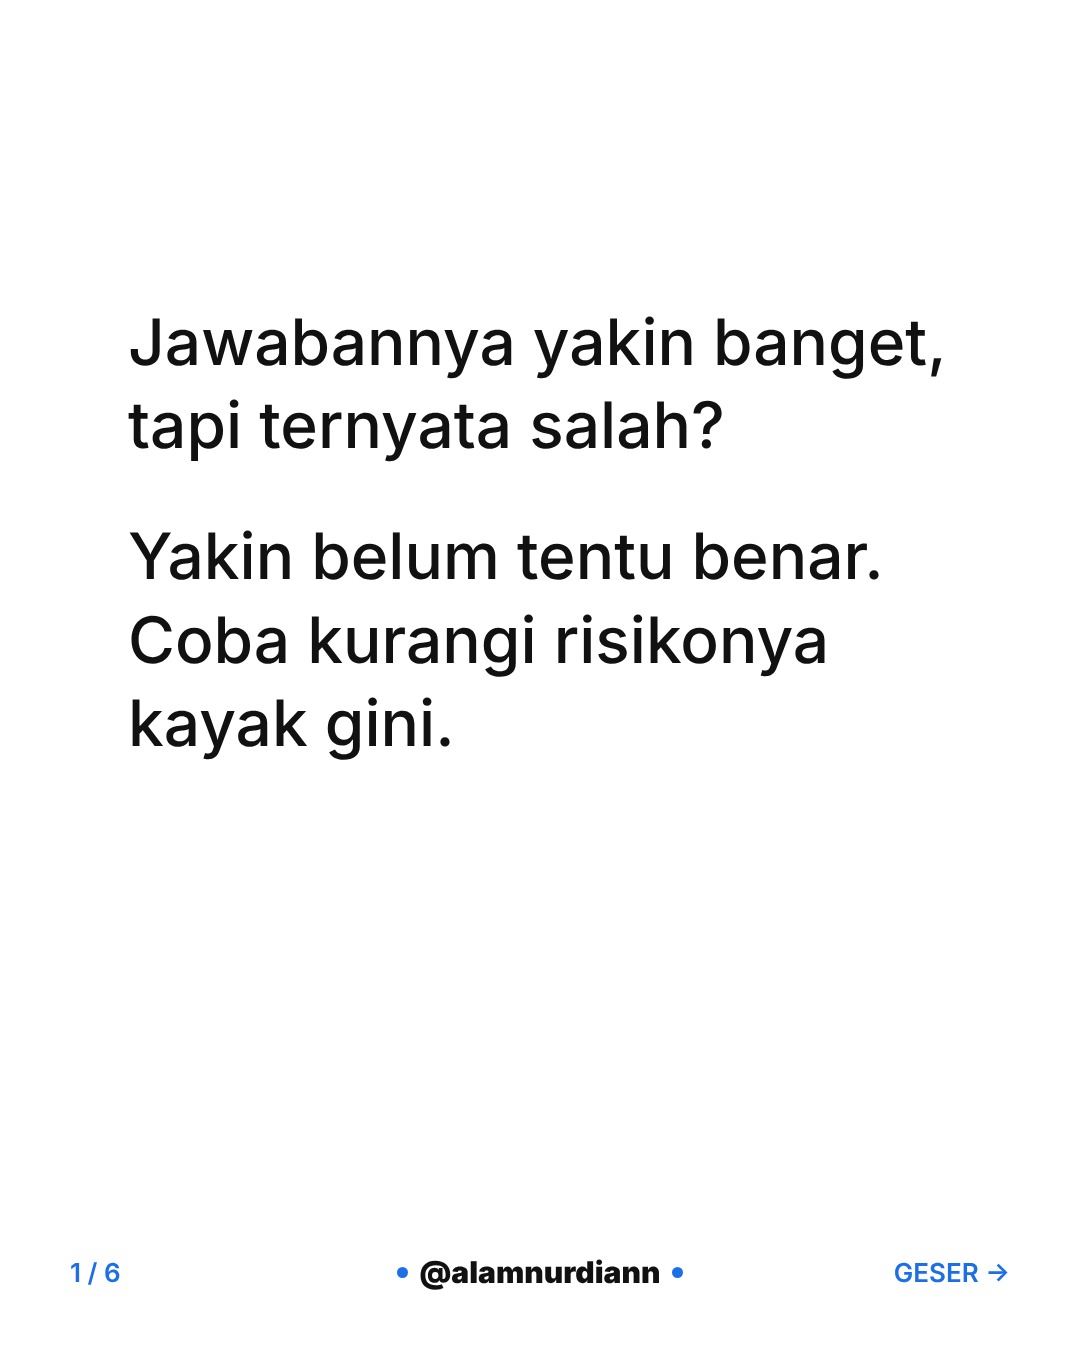 Jawabannya yakin banget,
tapi ternyata salah?
Yakin belum tentu benar.
Coba kurangi risikonya
kayak gini.
1 / 6
• @alamnurdiann •
GESER →